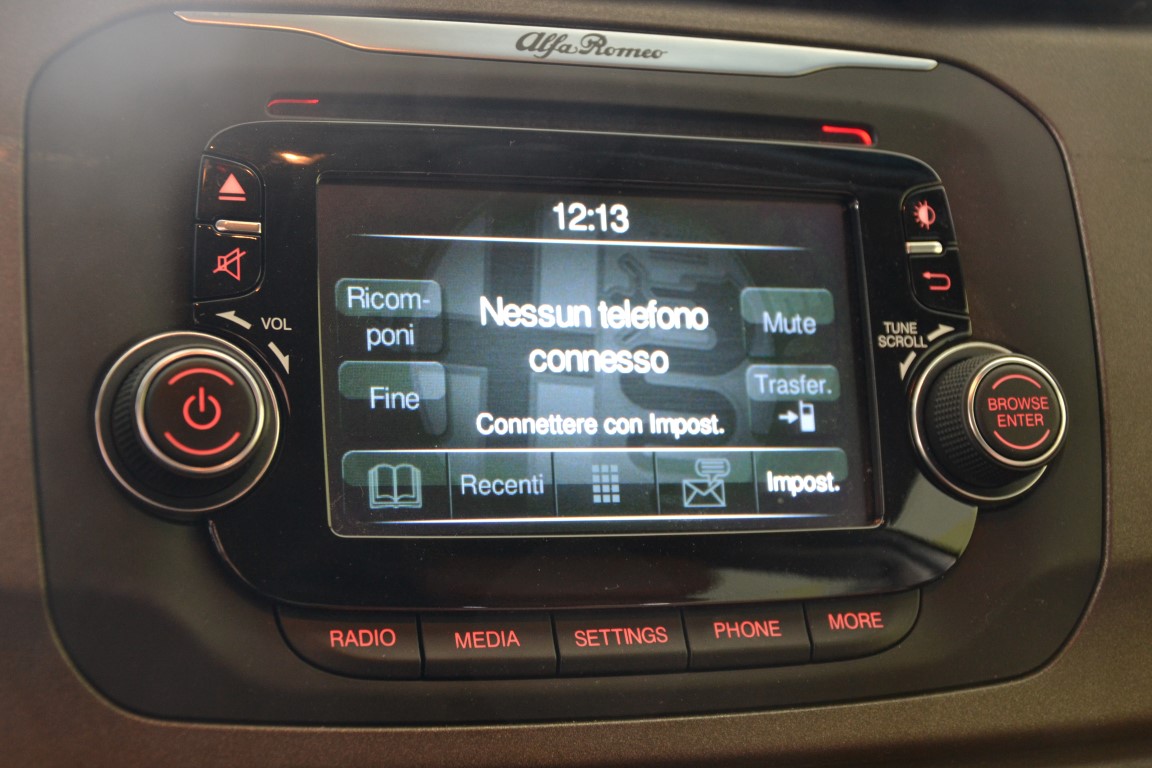 Alfa Romeo
12:13
Ricom-
poni
Nessun telefono
connesso
Mute
Fine
Trasfer.
Connettere con Impost.
Recenti
Impost.
VOL
TUNE
SCROLL
BROWSE
ENTER
RADIO
MEDIA
SETTINGS
PHONE
MORE